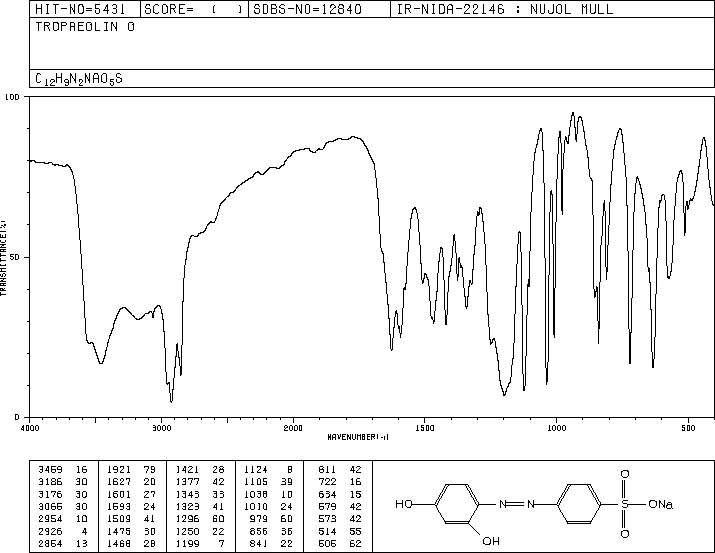 HIT-NO=5431 SCORE= ( ) SDBS-NO=12840 IR-NIDA-22146 : NUJOL MULL
TROPAEOLIN O
C12H9N2NAO5S
100
50
0
TRANSMITTANCE(%)
4000 3000 2000 1500 1000 500
WAVENUMBER(-1)
3469 16 1921 79 1421 28 1124 8 811 42
3186 30 1627 20 1377 42 1105 39 722 16
3176 30 1601 27 1343 33 1038 10 634 15
3066 30 1593 24 1329 41 1010 24 579 42
2954 10 1509 41 1296 60 979 60 573 42
2926 4 1475 30 1250 22 856 36 514 55
2854 13 1468 28 1199 7 841 22 506 62
HO
OH
N
N
O
S
O
ONa